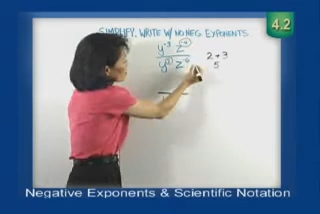 4.2
SIMPLIFY. WRITE W/ NO NEG. EXPONENTS.
2 + 3
5
Negative Exponents & Scientific Notation